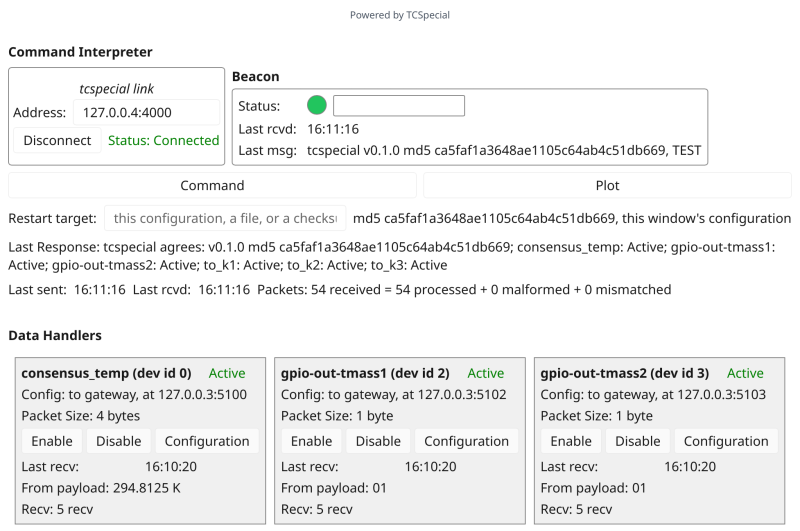 Powered by TCSpecial
Command Interpreter
tcspecial link
Address: 127.0.0.4:4000
Disconnect Status: Connected
Beacon
Status:
Last rcvd: 16:11:16
Last msg: tcspecial v0.1.0 md5 ca5faf1a3648ae1105c64ab4c51db669, TEST
Command Plot
Restart target: this configuration, a file, or a checksu md5 ca5faf1a3648ae1105c64ab4c51db669, this window's configuration
Last Response: tcspecial agrees: v0.1.0 md5 ca5faf1a3648ae1105c64ab4c51db669; consensus_temp: Active; gpio-out-tmass1:
Active; gpio-out-tmass2: Active; to_k1: Active; to_k2: Active; to_k3: Active
Last sent: 16:11:16 Last rcvd: 16:11:16 Packets: 54 received = 54 processed + 0 malformed + 0 mismatched
Data Handlers
consensus_temp (dev id 0) Active
Config: to gateway, at 127.0.0.3:5100
Packet Size: 4 bytes
Enable Disable Configuration
Last recv: 16:10:20
From payload: 294.8125 K
Recv: 5 recv
gpio-out-tmass1 (dev id 2) Active
Config: to gateway, at 127.0.0.3:5102
Packet Size: 1 byte
Enable Disable Configuration
Last recv: 16:10:20
From payload: 01
Recv: 5 recv
gpio-out-tmass2 (dev id 3) Active
Config: to gateway, at 127.0.0.3:5103
Packet Size: 1 byte
Enable Disable Configuration
Last recv: 16:10:20
From payload: 01
Recv: 5 recv